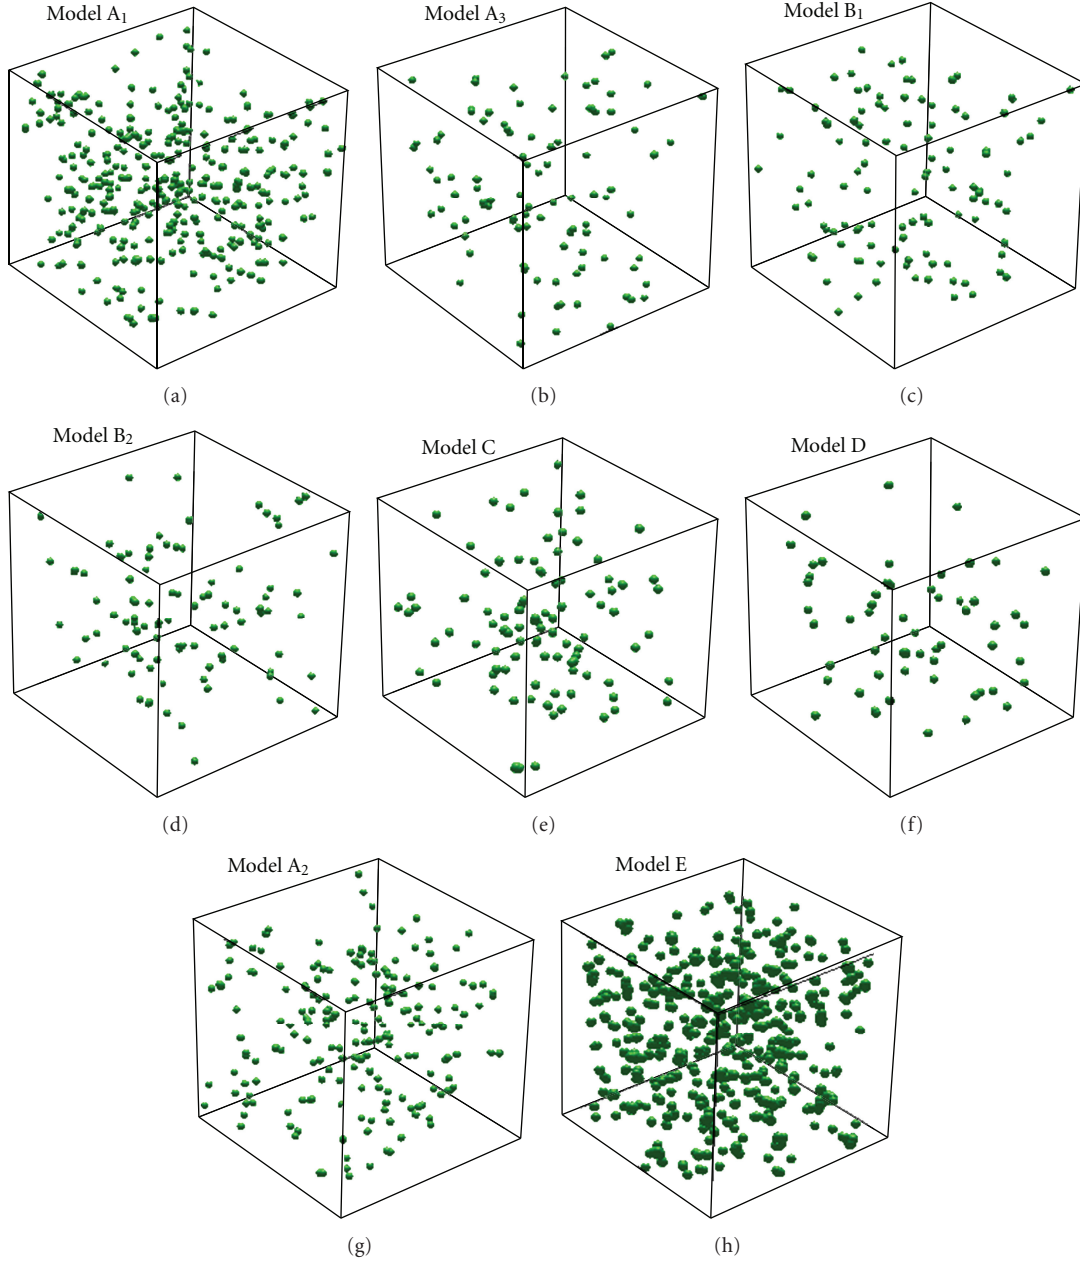 Model A₁
Model A₃
Model B₁
(a)
(b)
(c)
Model B₂
Model C
Model D
(d)
(e)
(f)
Model A₂
Model E
(g)
(h)